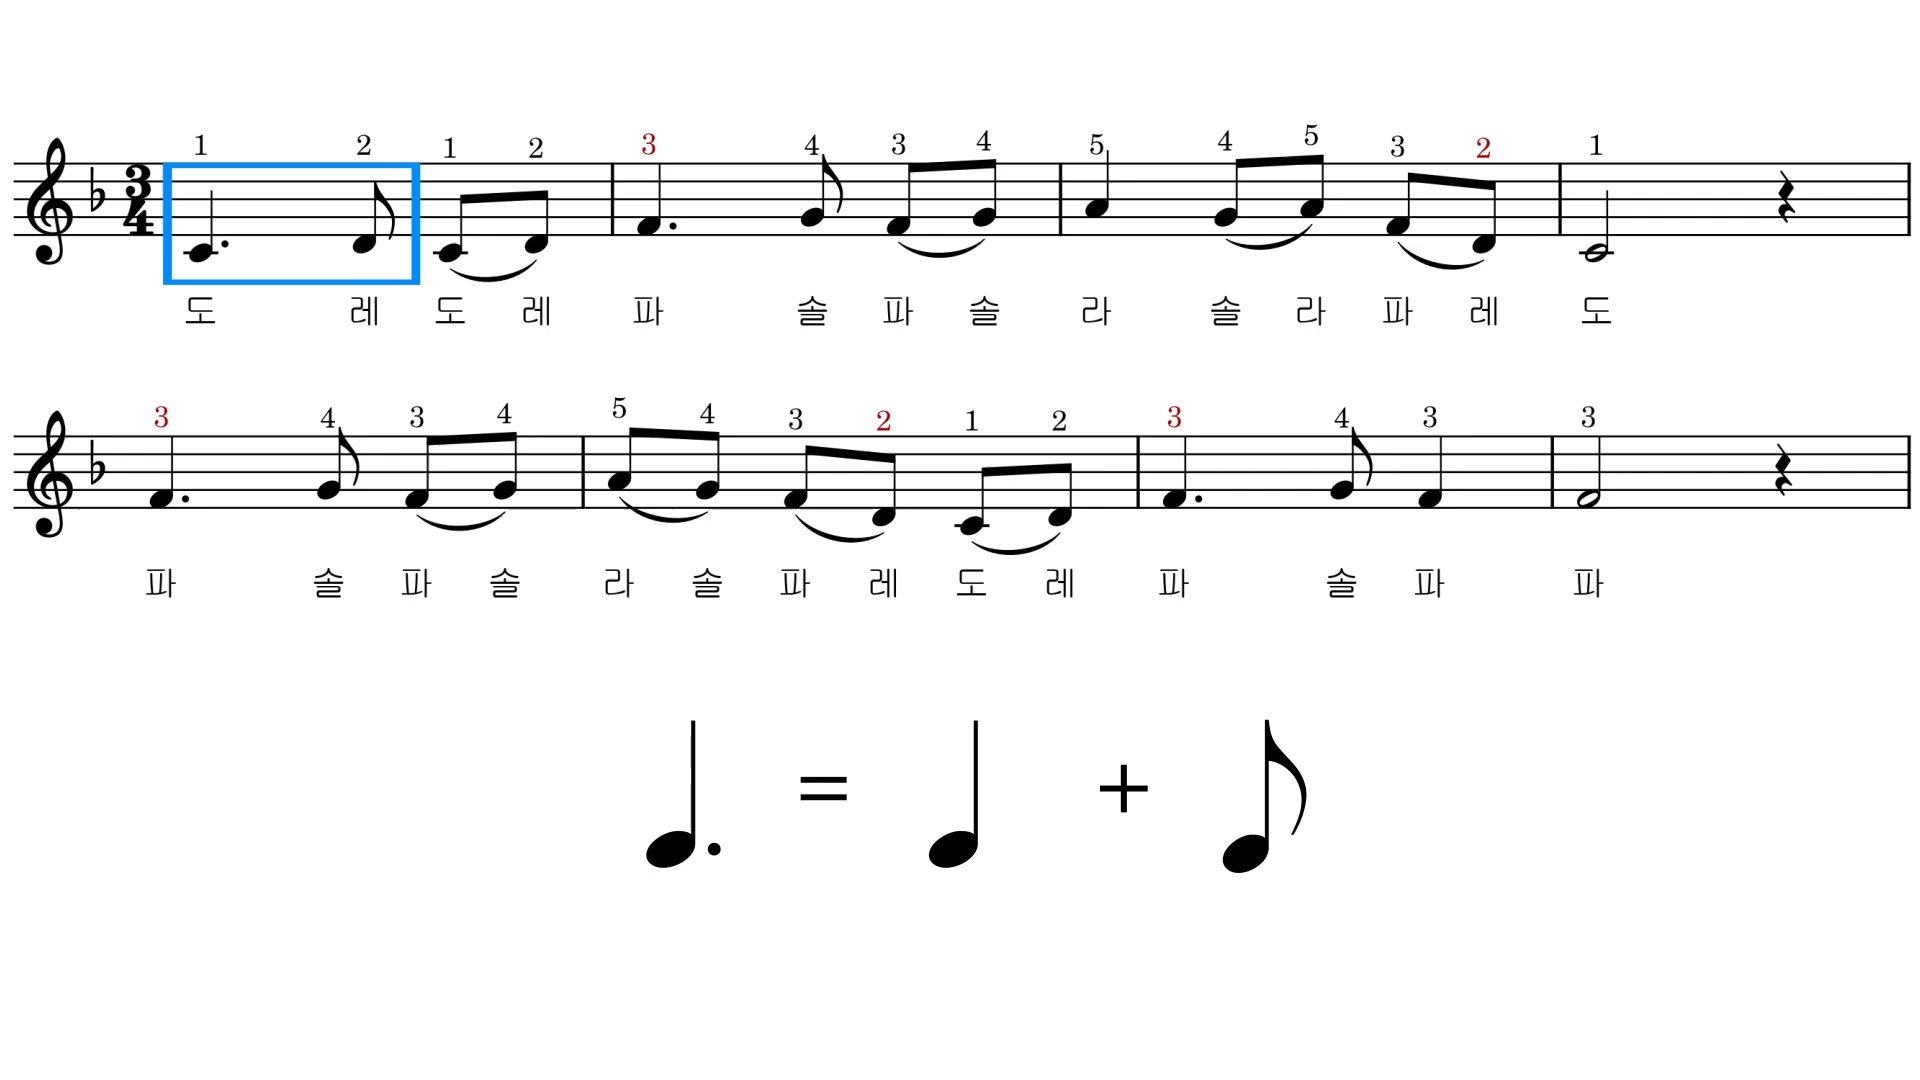 1 2 1 2 3 4 3 4 5 4 5 3 2 1
3
4
도 레 도 레 파 솔 파 솔 라 솔 라 파 레 도
3 4 3 4 5 4 3 2 1 2 3 4 3 3
파 솔 파 솔 라 솔 파 레 도 레 파 솔 파 파
= +